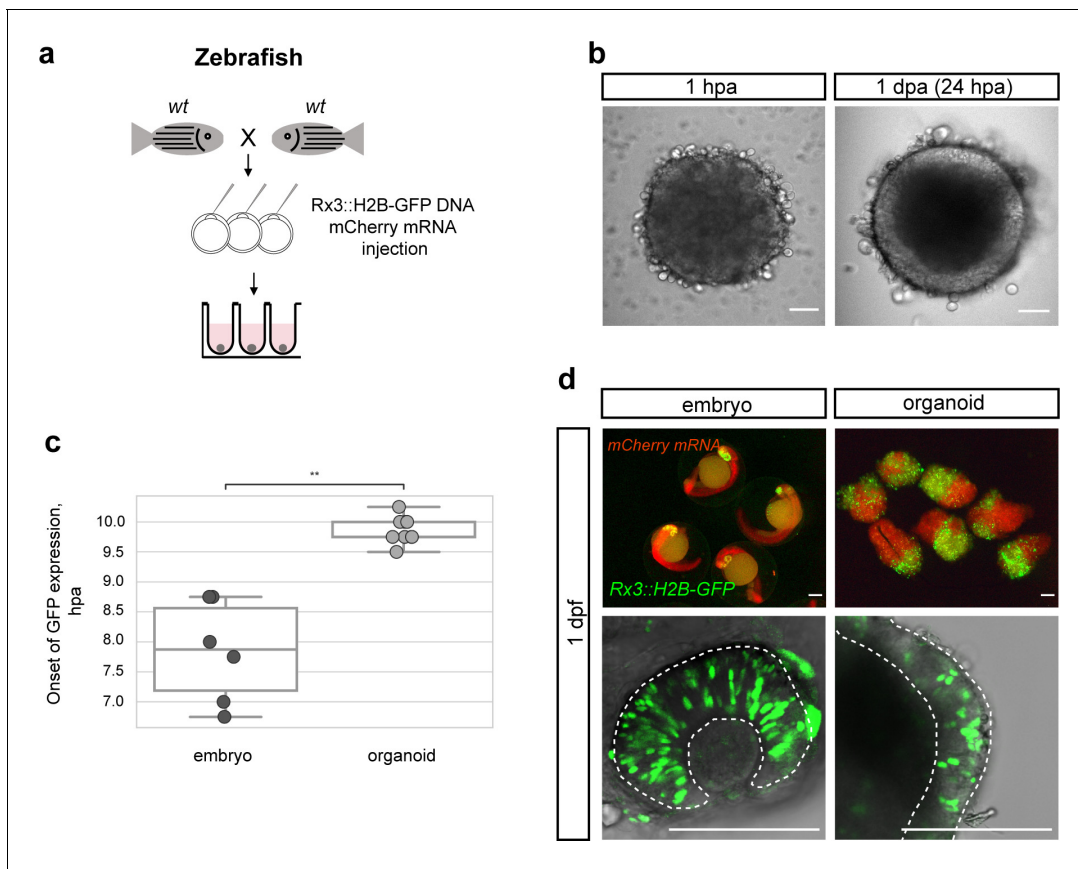 a
Zebrafish
wt
wt
X
Rx3::H2B-GFP DNA
mCherry mRNA
injection
b
1 hpa
1 dpa (24 hpa)
c
**
Onset of GFP expression,
hpa
10.0
9.5
9.0
8.5
8.0
7.5
7.0
embryo
organoid
d
embryo
organoid
1 dpf
mCherry mRNA
Rx3::H2B-GFP